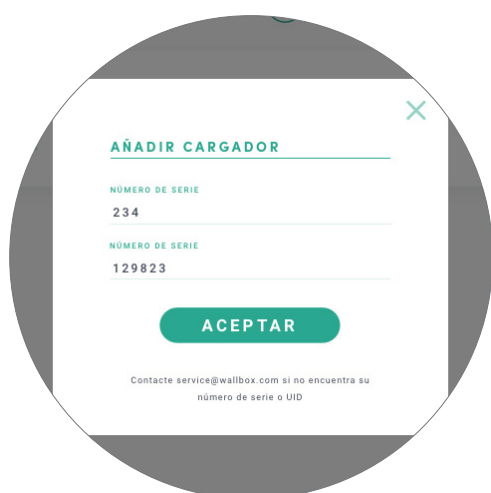 AÑADIR CARGADOR
NÚMERO DE SERIE
234
NÚMERO DE SERIE
129823
ACEPTAR
Contacte service@wallbox.com si no encuentra su
número de serie o UID